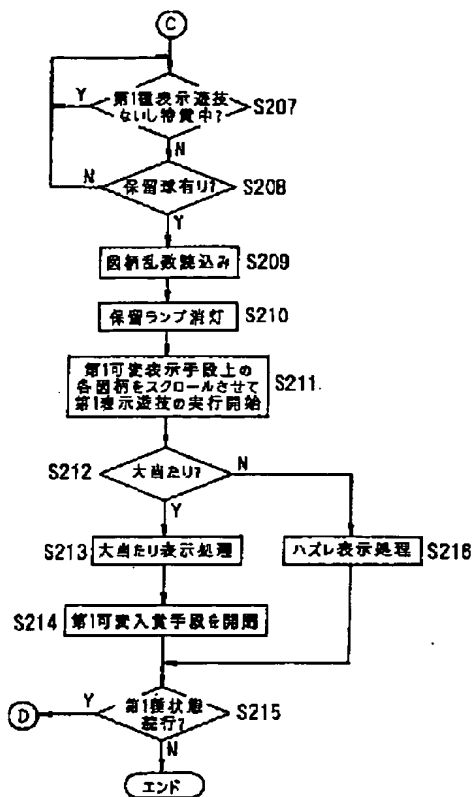 C
第1種表示遊技
Y
ないし特賞中?
S207
N
N
保留球有り?
S208
Y
図柄乱数読込み
S209
保留ランプ消灯
S210
第1可変表示手段上の
各図柄をスクロールさせて
第1表示遊技の実行開始
S211
S212
大当たり?
N
Y
S213
大当たり表示処理
ハズレ表示処理
S216
S214
第1可変入賞手段を開閉
Y
第1種状態
D
続行?
S215
N
エンド